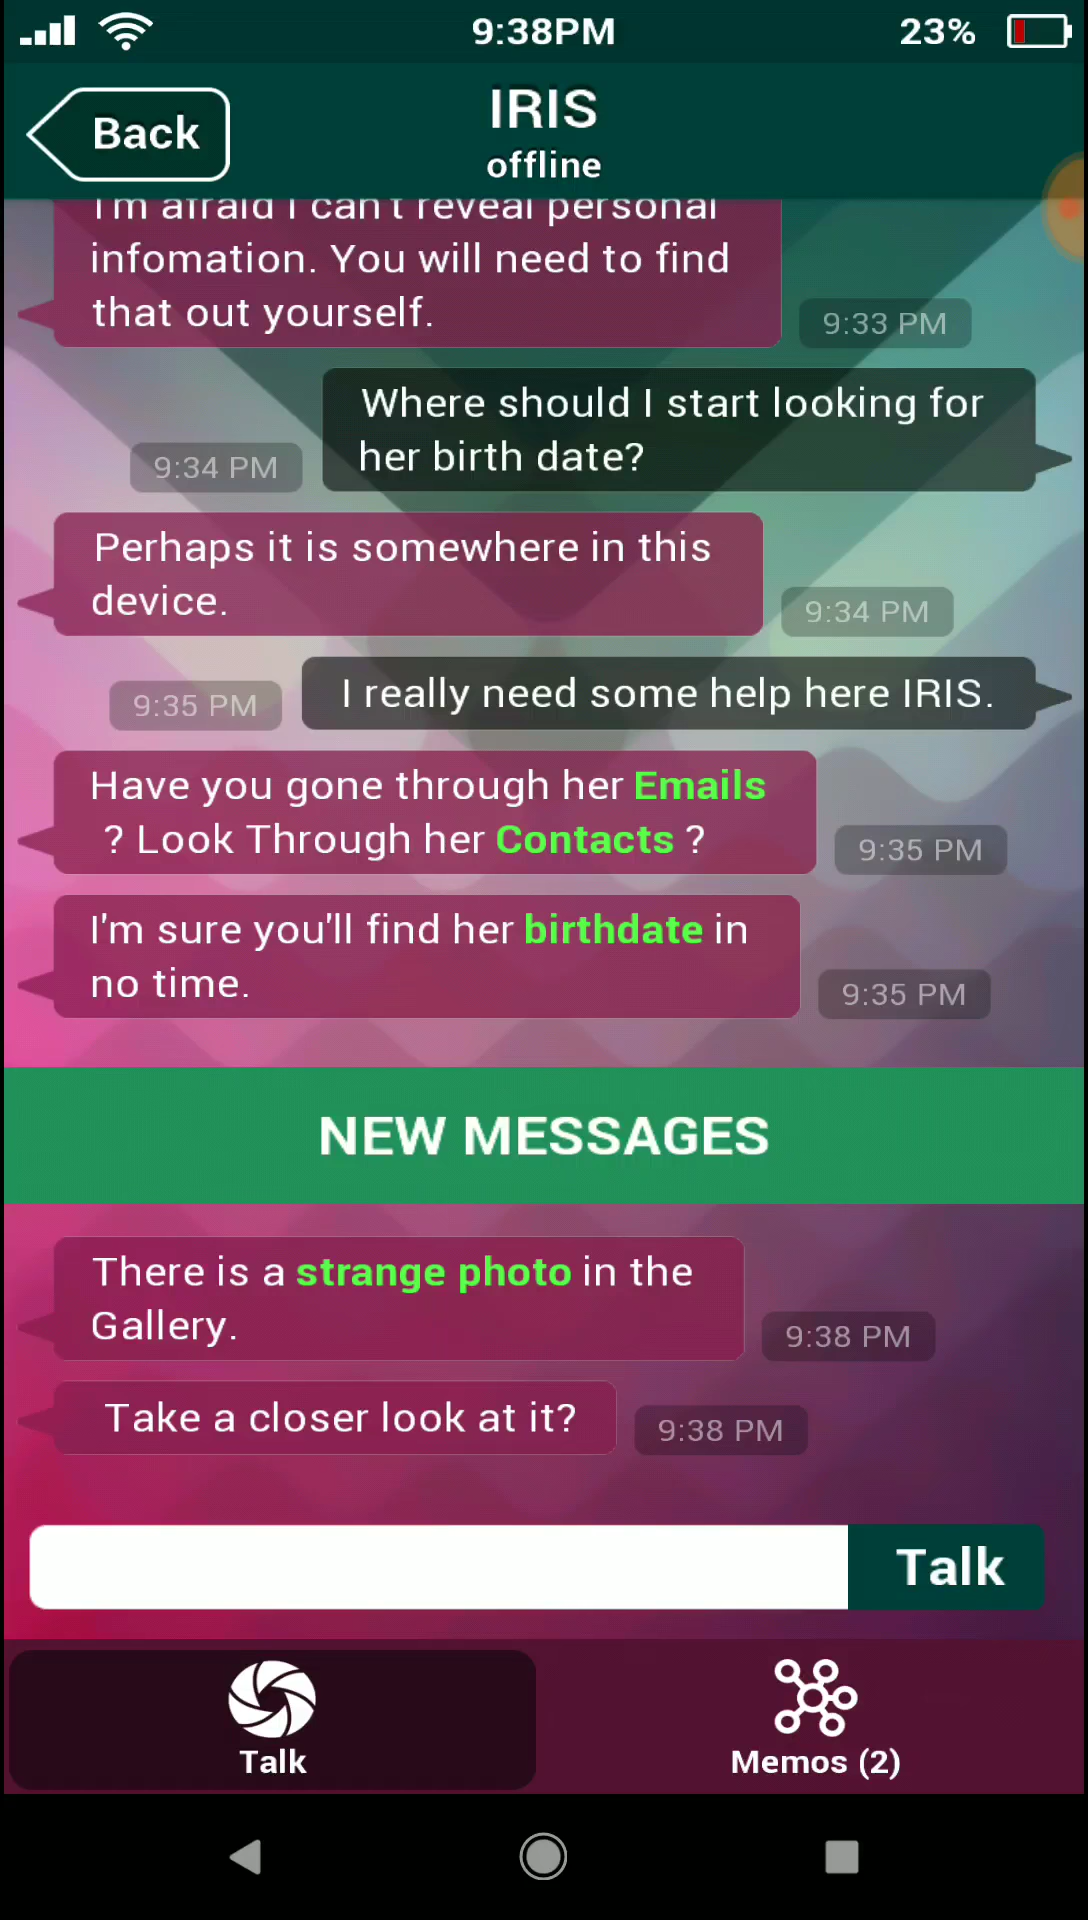 9:38PM
23%
Back
IRIS
offline
I'm afraid I can't reveal personal
infomation. You will need to find
that out yourself.
9:33 PM
Where should I start looking for
her birth date?
9:34 PM
Perhaps it is somewhere in this
device.
9:34 PM
I really need some help here IRIS.
9:35 PM
Have you gone through her Emails
? Look Through her Contacts ?
9:35 PM
I'm sure you'll find her birthdate in
no time.
9:35 PM
NEW MESSAGES
There is a strange photo in the
Gallery.
9:38 PM
Take a closer look at it?
9:38 PM
Talk
Talk
Memos (2)